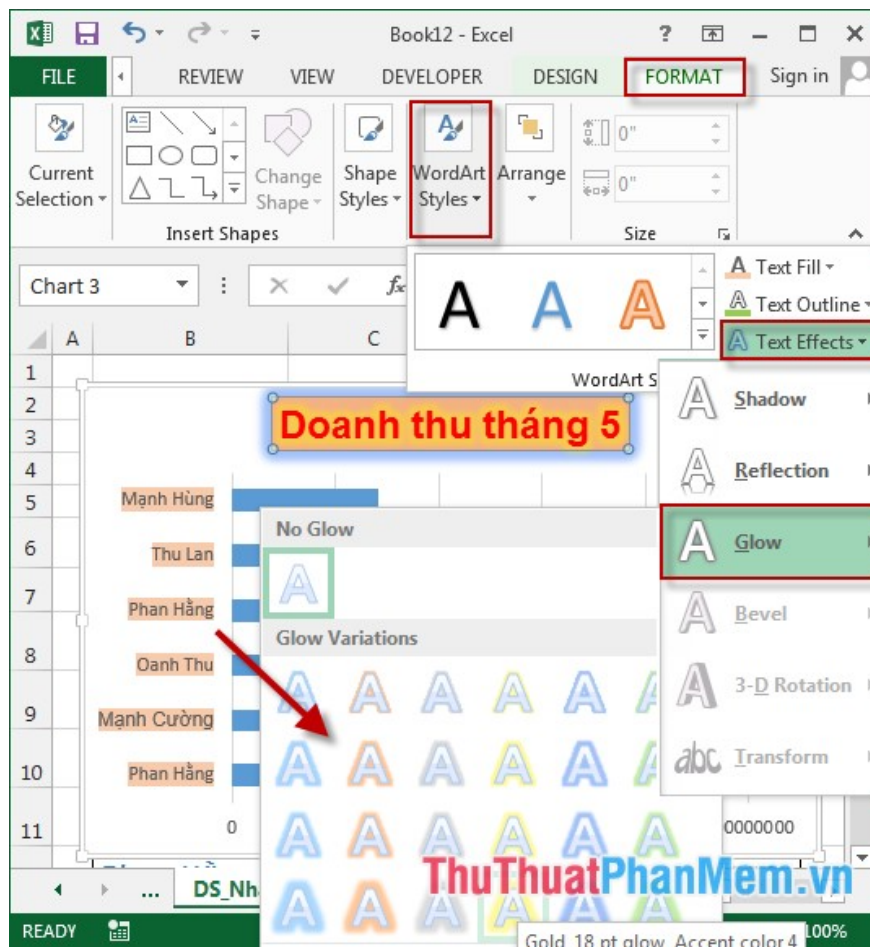 Book12 - Excel
?
FILE
REVIEW
VIEW
DEVELOPER
DESIGN
FORMAT
Sign in
Current
Selection
Change
Shape
Shape
Styles
WordArt
Styles
Arrange
0"
0"
Insert Shapes
Size
Chart 3
fx
A A A
Text Fill
Text Outline
Text Effects
WordArt S
A B C
1
2
3
4
5
6
7
8
9
10
11
Doanh thu tháng 5
Mạnh Hùng
Thu Lan
Phan Hằng
Oanh Thu
Mạnh Cường
Phan Hằng
0
0000000
Shadow
Reflection
Glow
Bevel
3-D Rotation
abc Transform
No Glow
Glow Variations
ThuThuatPhanMem.vn
... DS_Nh
Gold, 18 pt glow, Accent color 4
READY
100%